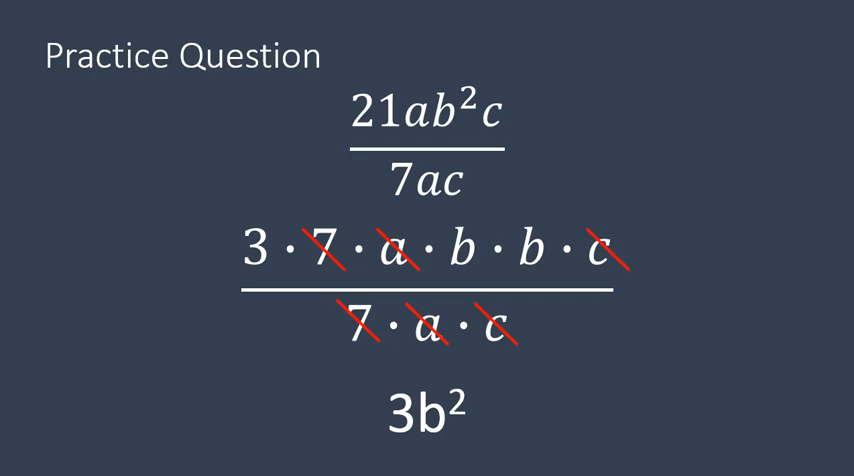 Practice Question
21ab²c
7ac
3 · 7 · a · b · b · c
7 · a · c
3b²